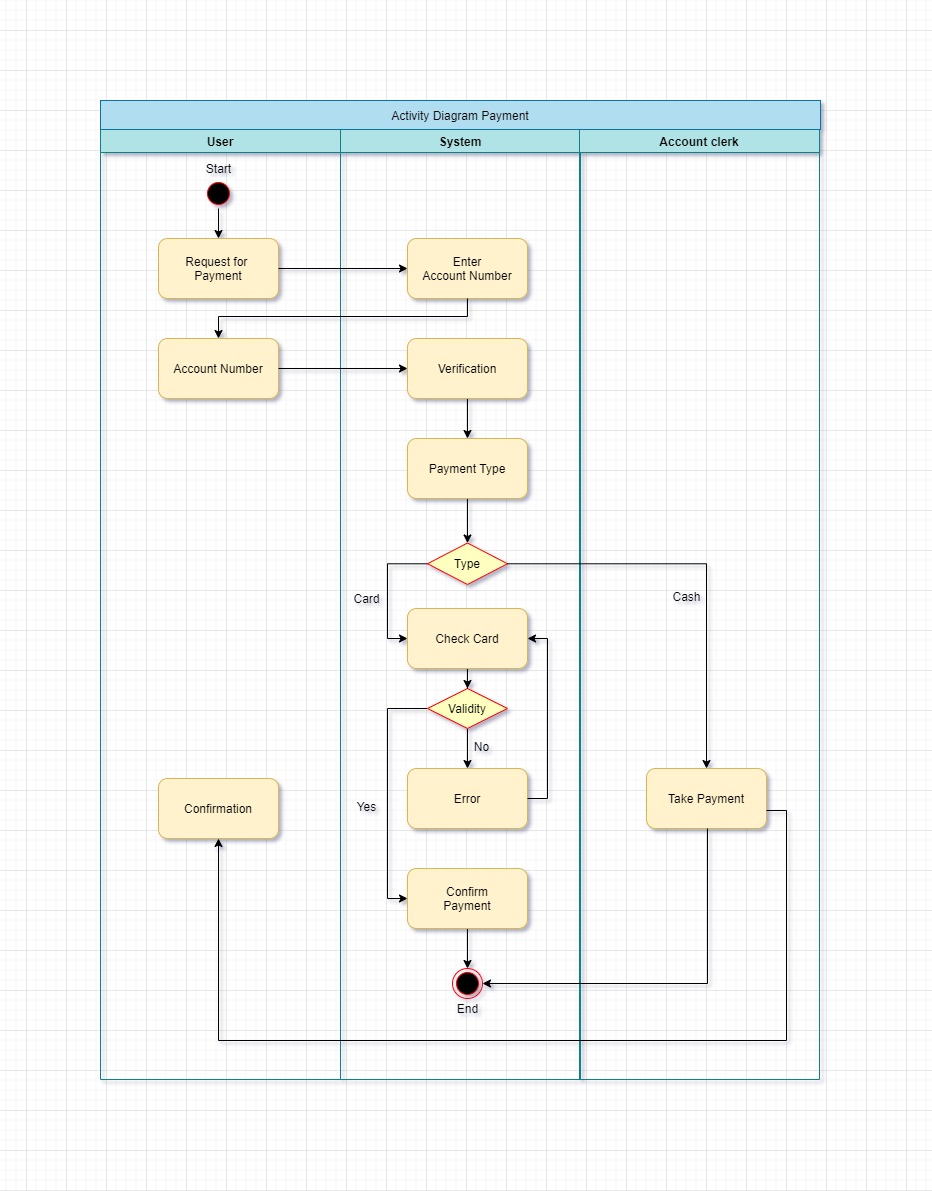 Activity Diagram Payment
User
System
Account clerk
Start
Request for
Payment
Enter
Account Number
Account Number
Verification
Payment Type
Type
Card
Cash
Check Card
Validity
No
Yes
Error
Take Payment
Confirmation
Confirm
Payment
End